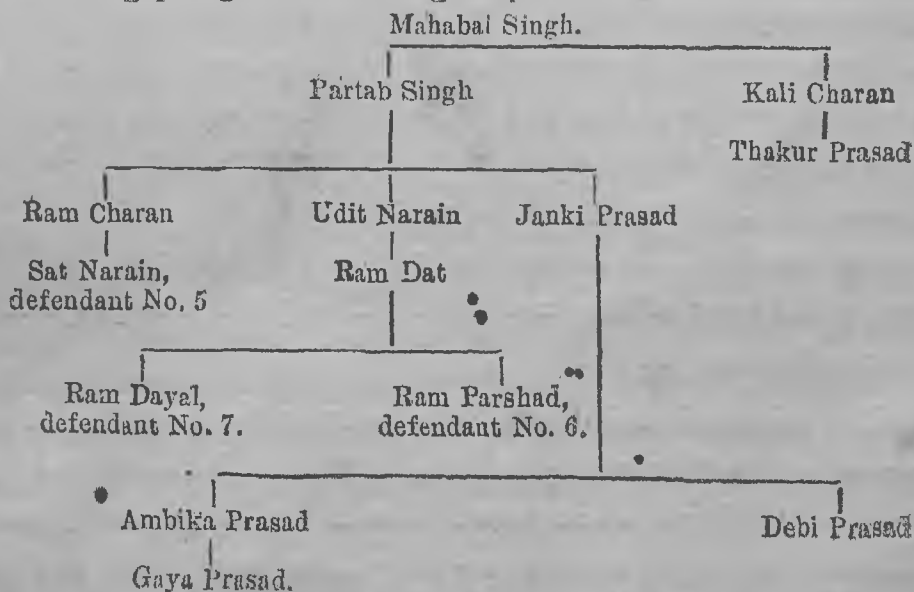 Mahabal Singh.
Partab Singh Kali Charan
Thakur Prasad
Ram Charan Udit Narain Janki Prasad
Sat Narain, Ram Dat
defendant No. 5
Ram Dayal, Ram Parshad,
defendant No. 7. defendant No. 6.
Ambika Prasad Debi Prasad
Gaya Prasad.